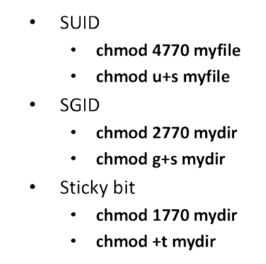 • SUID
• chmod 4770 myfile
• chmod u+s myfile
• SGID
• chmod 2770 mydir
• chmod g+s mydir
• Sticky bit
• chmod 1770 mydir
• chmod +t mydir